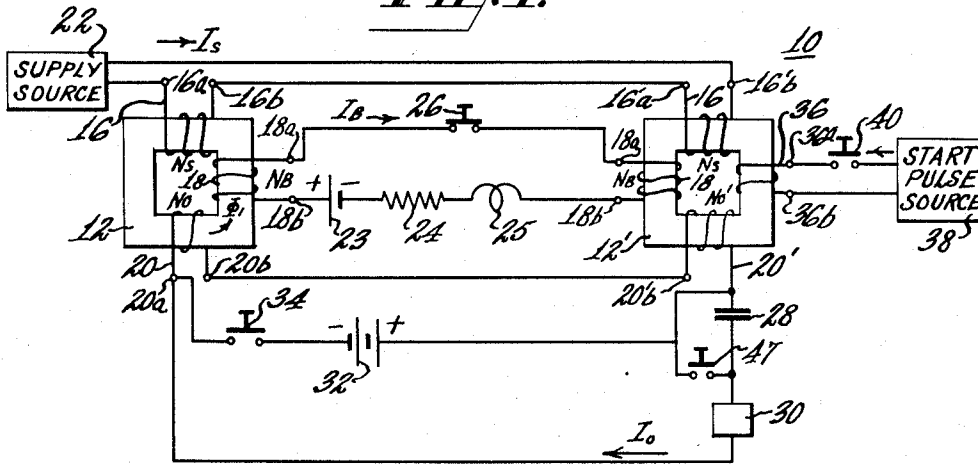 FIG. 1.
22
Is
10
SUPPLY SOURCE
16a
16b
16'a
16'b
16
16
IB
26
36
36a
40
18a
18a
START PULSE SOURCE
Ns
18
NB
No
Φ1
12
18b
+ -
23
24
25
18b
NB
Ns
18
No'
12'
36b
38
20
20a
20b
20'b
20'
34
- +
32
28
47
30
Io